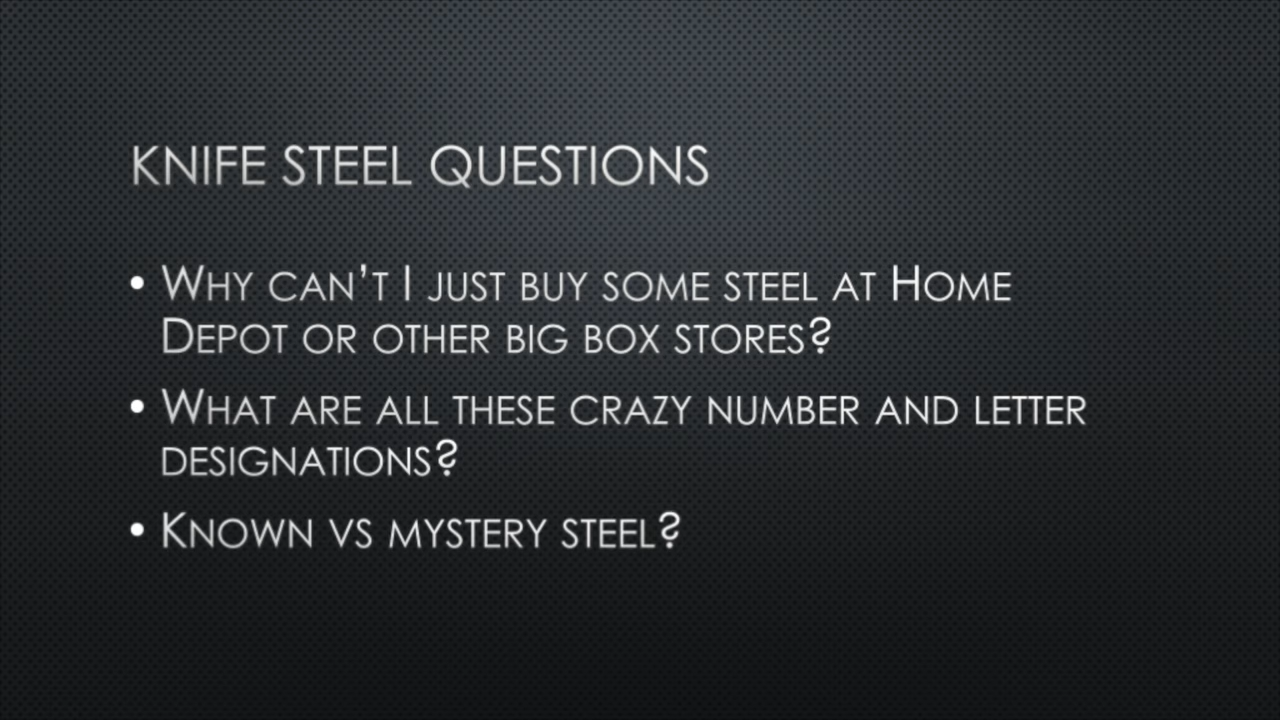 KNIFE STEEL QUESTIONS
• WHY CAN'T I JUST BUY SOME STEEL AT HOME
DEPOT OR OTHER BIG BOX STORES?
• WHAT ARE ALL THESE CRAZY NUMBER AND LETTER
DESIGNATIONS?
• KNOWN VS MYSTERY STEEL?